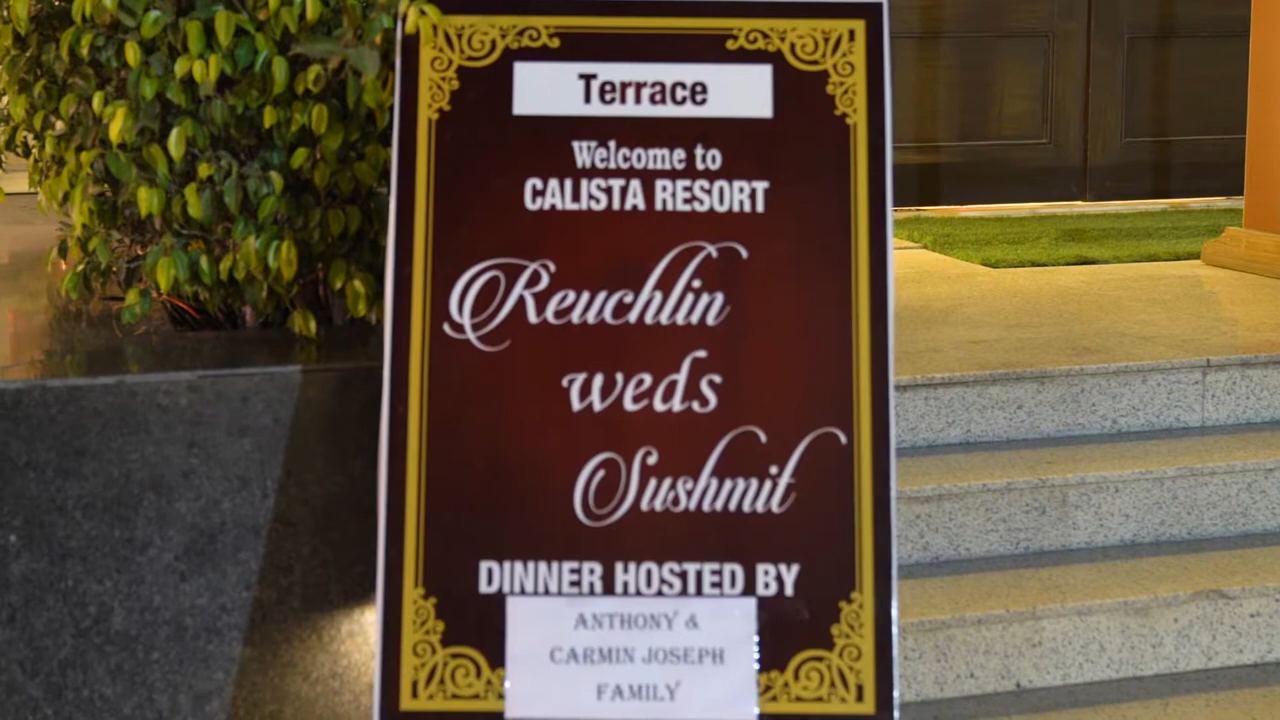 Terrace
Welcome to
CALISTA RESORT
Reuchlin
weds
Sushmit
DINNER HOSTED BY
ANTHONY &
CARMIN JOSEPH
FAMILY